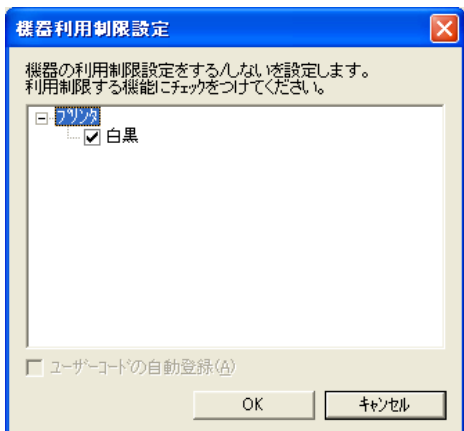 機器利用制限設定
機器の利用制限設定をする/しないを設定します。
利用制限する機能にﾁｪｯｸをつけてください。
ﾌﾟﾘﾝﾀ
白黒
ﾕｰｻﾞｰｺｰﾄﾞの自動登録(A)
OK
ｷｬﾝｾﾙ